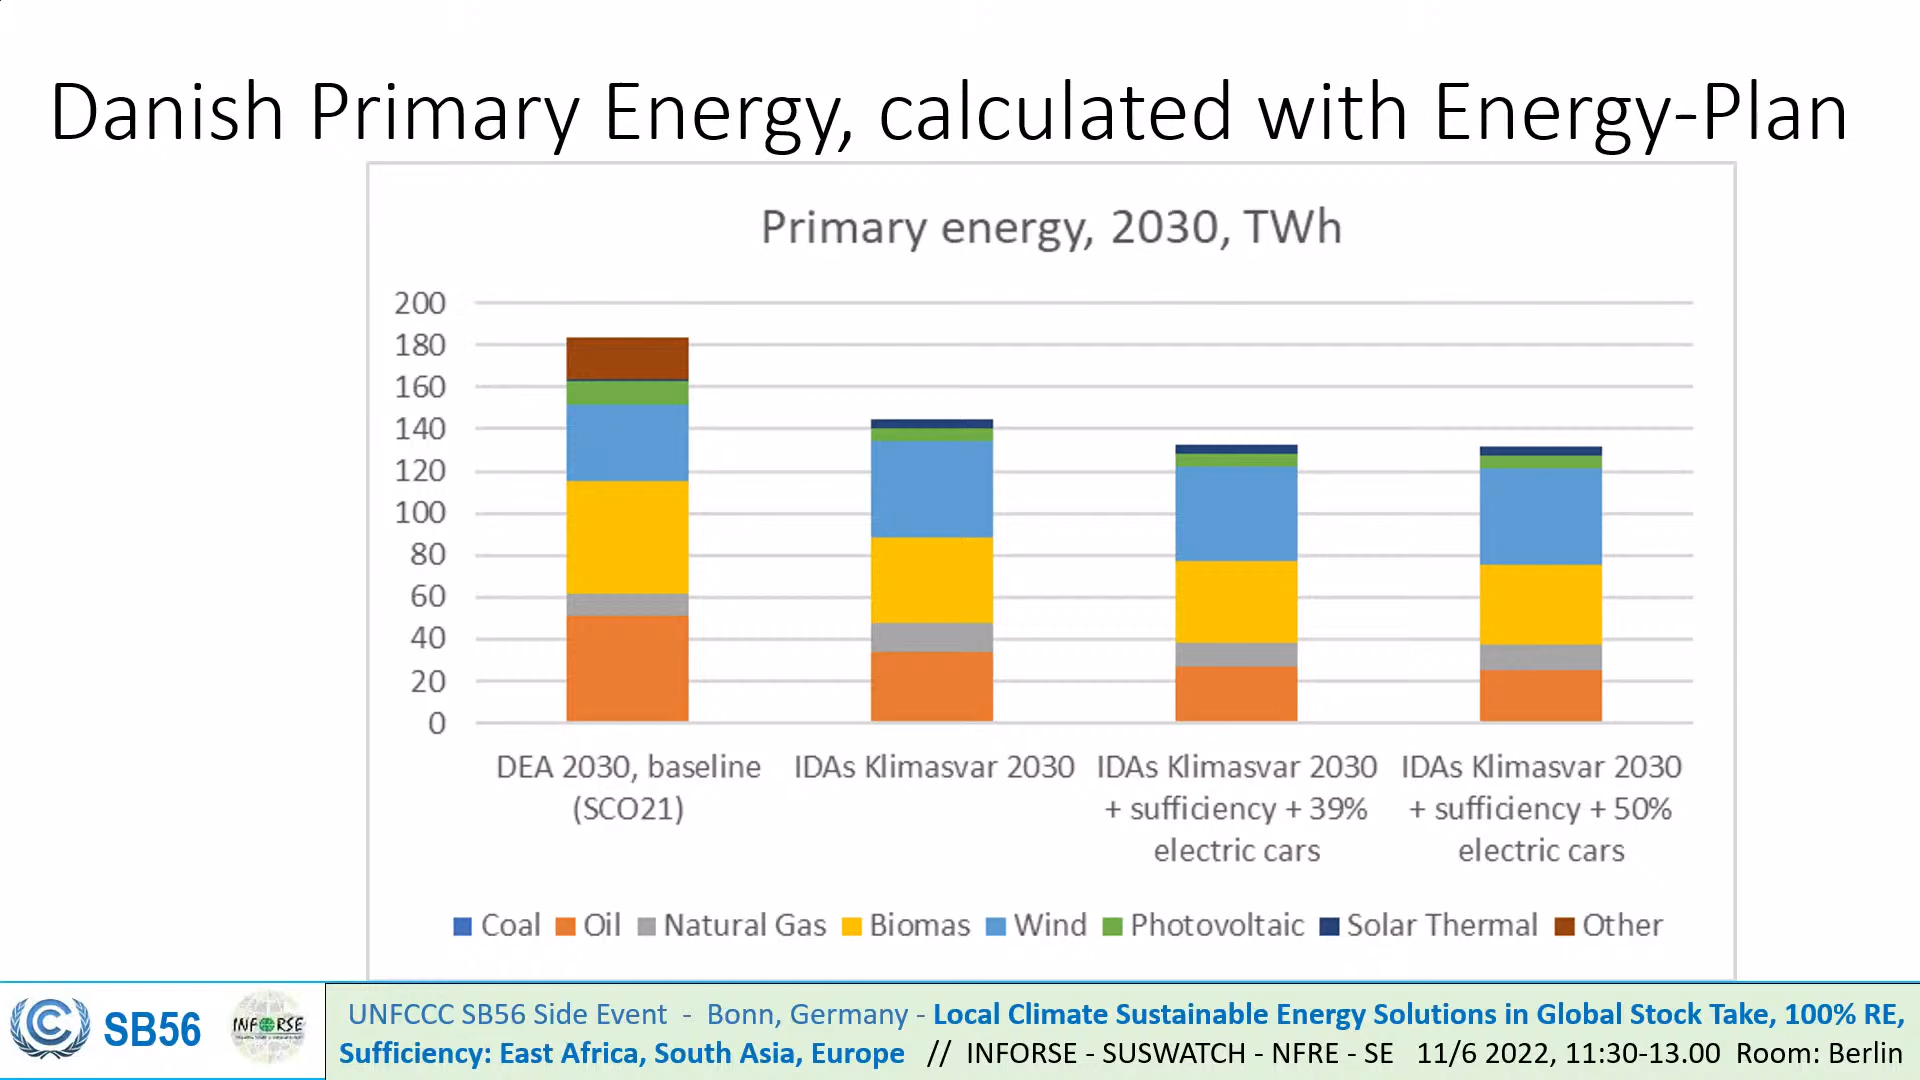 Danish Primary Energy, calculated with Energy-Plan
Primary energy, 2030, TWh
200
180
160
140
120
100
80
60
40
20
0
DEA 2030, baseline (SCO21)
IDAs Klimasvar 2030
IDAs Klimasvar 2030 + sufficiency + 39% electric cars
IDAs Klimasvar 2030 + sufficiency + 50% electric cars
Coal Oil Natural Gas Biomas Wind Photovoltaic Solar Thermal Other
SB56
INFORSE
UNFCCC SB56 Side Event - Bonn, Germany - Local Climate Sustainable Energy Solutions in Global Stock Take, 100% RE,
Sufficiency: East Africa, South Asia, Europe // INFORSE - SUSWATCH - NFRE - SE 11/6 2022, 11:30-13.00 Room: Berlin